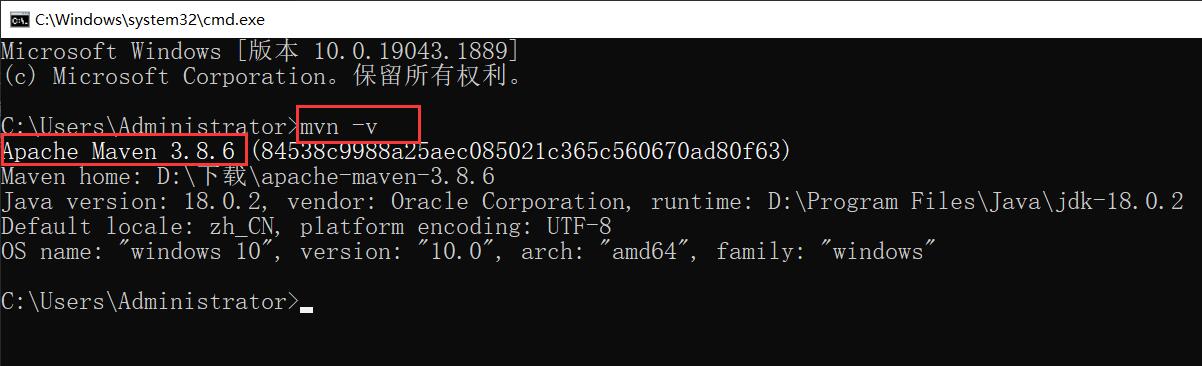 C:\Windows\system32\cmd.exe
Microsoft Windows [版本 10.0.19043.1889]
(c) Microsoft Corporation。保留所有权利。
C:\Users\Administrator>mvn -v
Apache Maven 3.8.6 (84538c9988a25aec085021c365c560670ad80f63)
Maven home: D:\下载\apache-maven-3.8.6
Java version: 18.0.2, vendor: Oracle Corporation, runtime: D:\Program Files\Java\jdk-18.0.2
Default locale: zh_CN, platform encoding: UTF-8
OS name: "windows 10", version: "10.0", arch: "amd64", family: "windows"
C:\Users\Administrator>